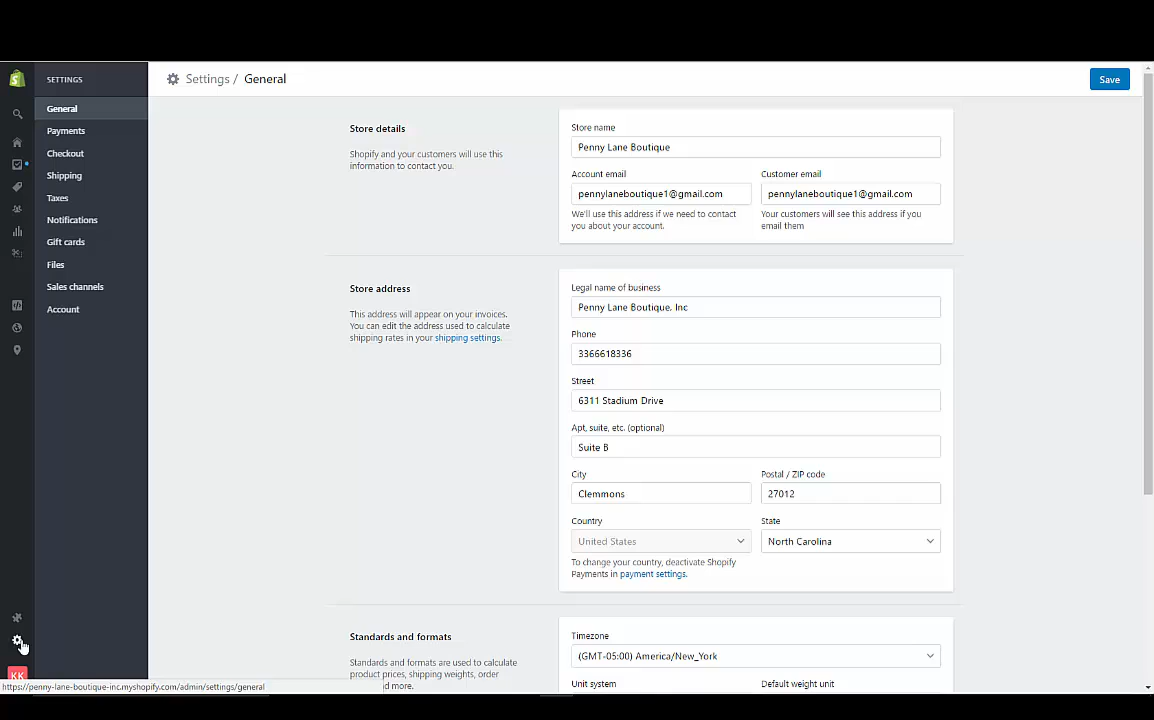 SETTINGS
General
Payments
Checkout
Shipping
Taxes
Notifications
Gift cards
Files
Sales channels
Account
KK
Settings / General
Save
Store details
Shopify and your customers will use this
information to contact you.
Store name
Penny Lane Boutique
Account email
pennylaneboutique1@gmail.com
We'll use this address if we need to contact
you about your account.
Customer email
pennylaneboutique1@gmail.com
Your customers will see this address if you
email them
Store address
This address will appear on your invoices.
You can edit the address used to calculate
shipping rates in your shipping settings.
Legal name of business
Penny Lane Boutique, Inc
Phone
3366618336
Street
6311 Stadium Drive
Apt, suite, etc. (optional)
Suite B
City
Clemmons
Postal / ZIP code
27012
Country
United States
State
North Carolina
To change your country, deactivate Shopify
Payments in payment settings.
Standards and formats
Standards and formats are used to calculate
product prices, shipping weights, order
d more.
Timezone
(GMT-05:00) America/New_York
Unit system
Default weight unit
https://penny-lane-boutique-inc.myshopify.com/admin/settings/general